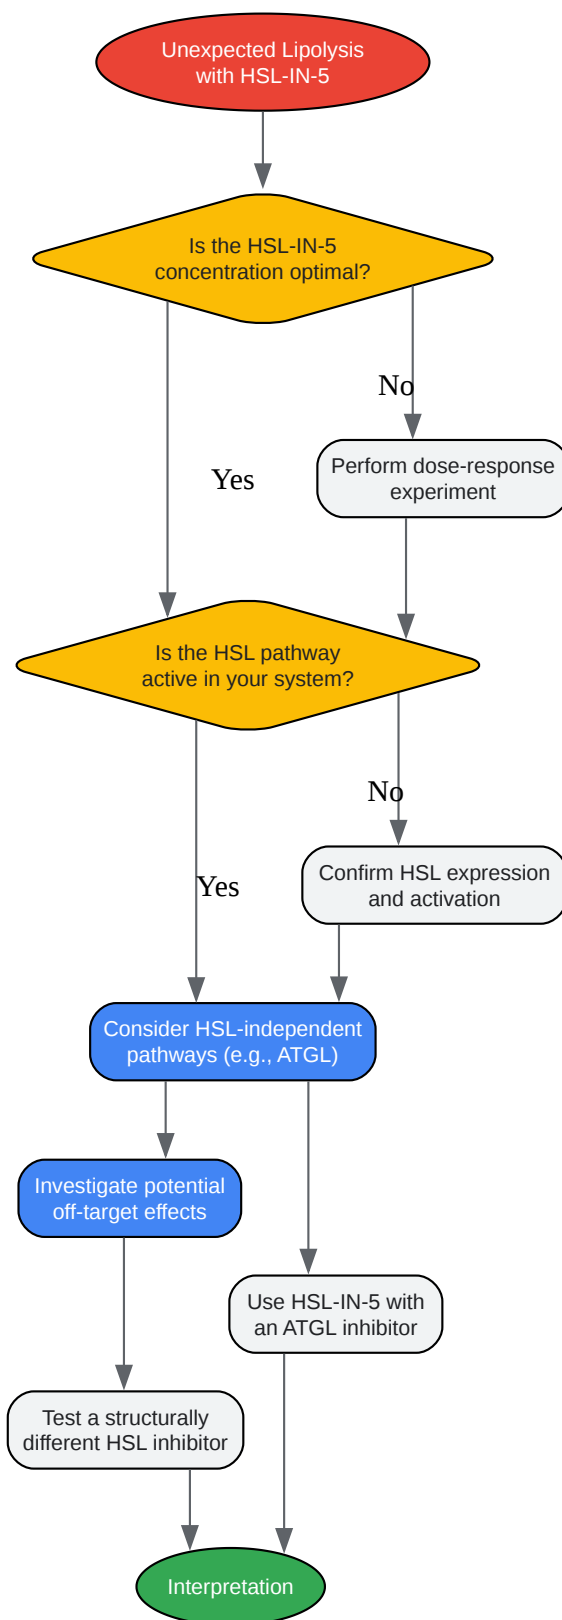 Unexpected Lipolysis
with HSL-IN-5
Is the HSL-IN-5
concentration optimal?
No
Perform dose-response
experiment
Yes
Is the HSL pathway
active in your system?
No
Confirm HSL expression
and activation
Yes
Consider HSL-independent
pathways (e.g., ATGL)
Investigate potential
off-target effects
Use HSL-IN-5 with
an ATGL inhibitor
Test a structurally
different HSL inhibitor
Interpretation